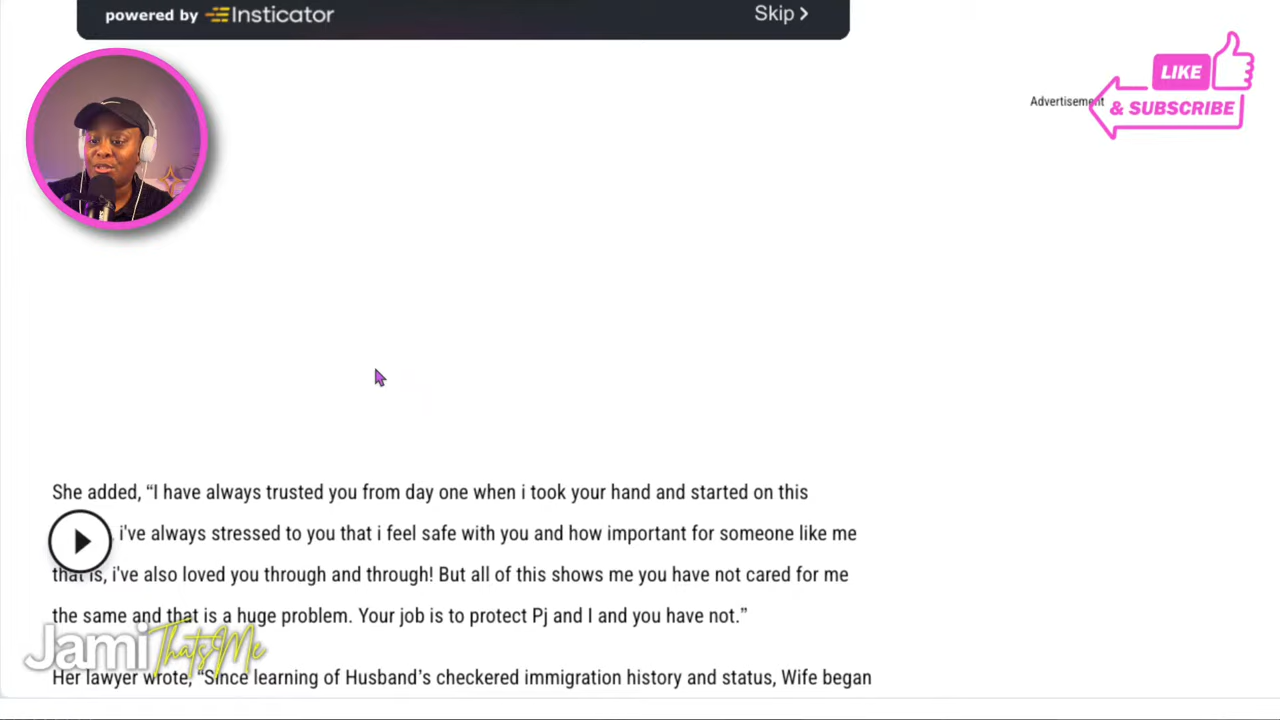 powered by Insticator
Skip >
LIKE
Advertisement
& SUBSCRIBE
She added, “I have always trusted you from day one when i took your hand and started on this
, i've always stressed to you that i feel safe with you and how important for someone like me
that is, i've also loved you through and through! But all of this shows me you have not cared for me
the same and that is a huge problem. Your job is to protect Pj and I and you have not.”
Jami ThatsMe
Her lawyer wrote, “Since learning of Husband’s checkered immigration history and status, Wife began